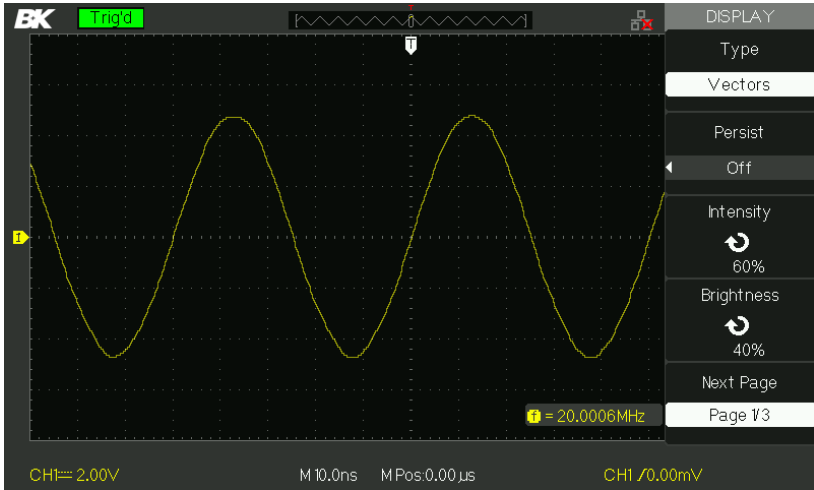 BK Trig'd T DISPLAY
T
Type
Vectors
Persist
Off
Intensity
60%
Brightness
40%
Next Page
Page 1/3
1
f = 20.0006MHz
CH1 2.00V M 10.0ns M Pos:0.00µs CH1 /0.00mV